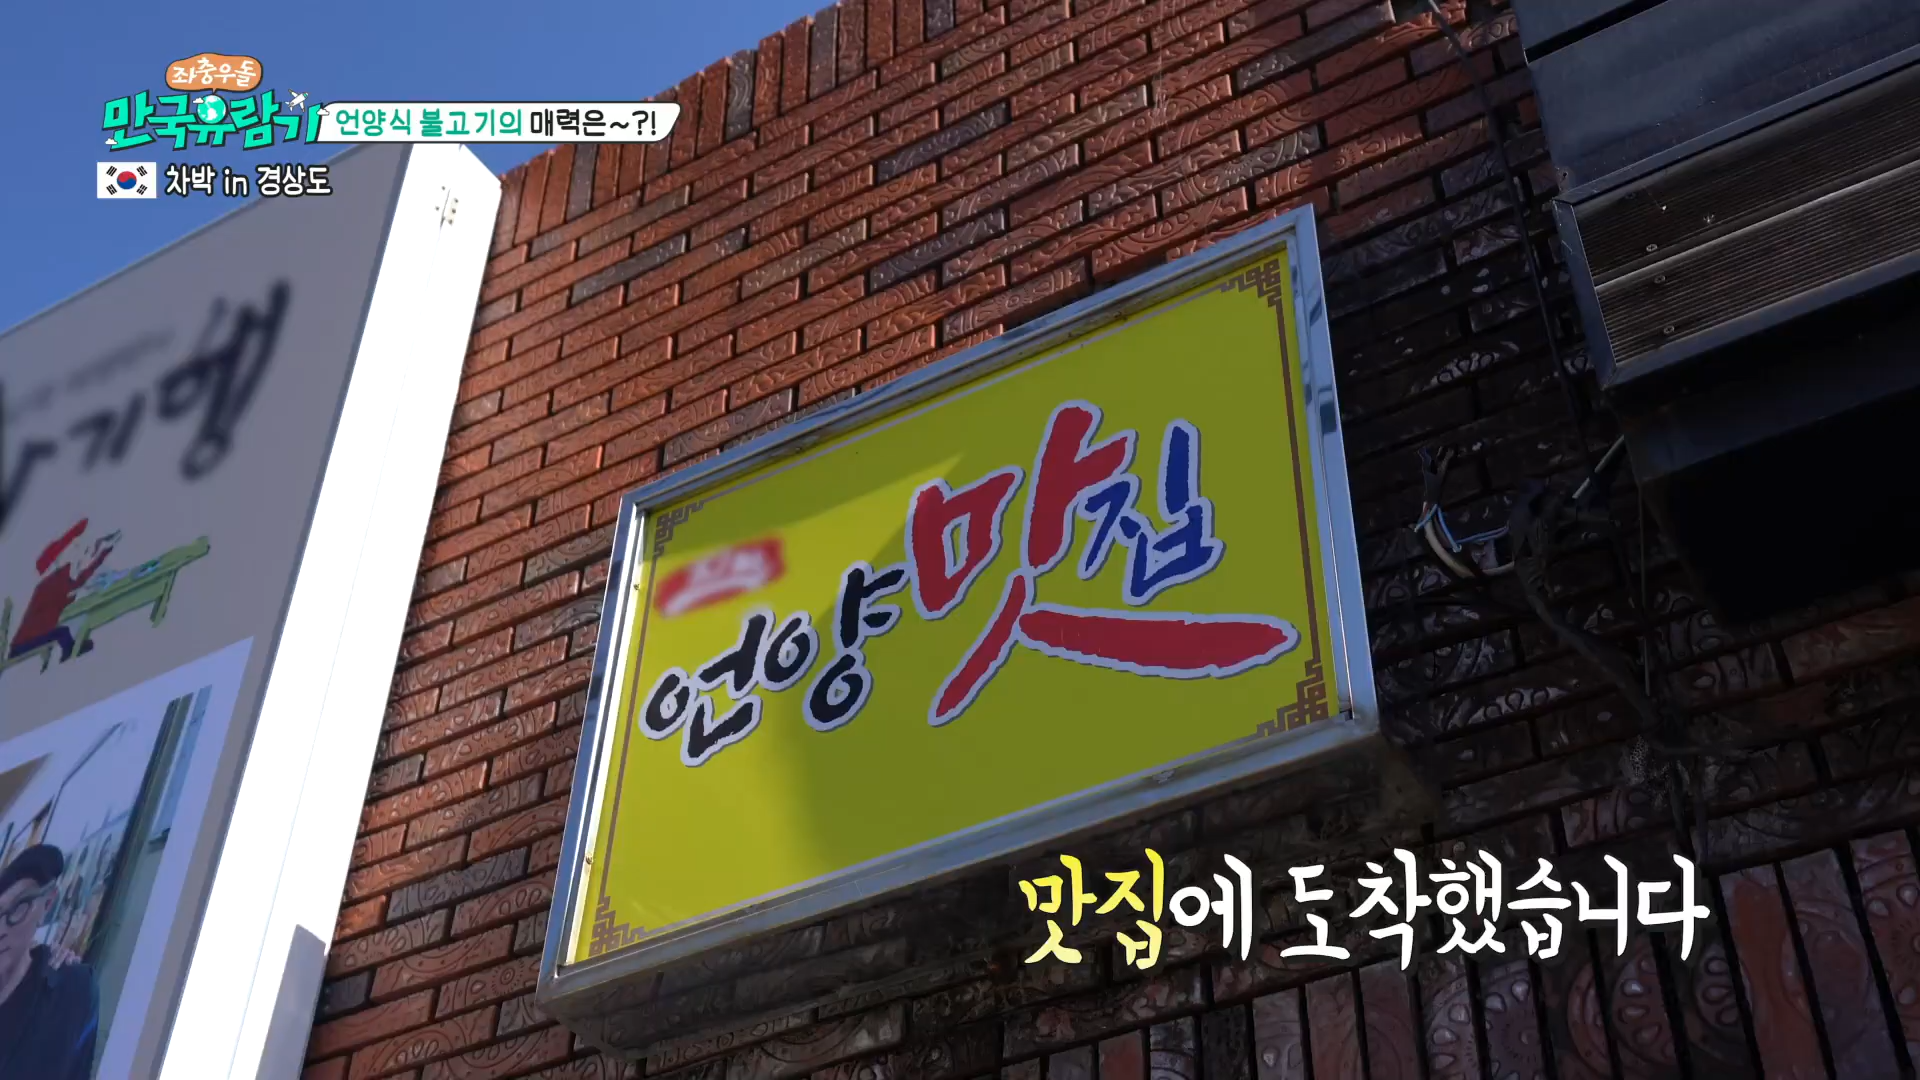 좌충우돌
만국유람기
언양식 불고기의 매력은~?!
차박 in 경상도
기행
언양맛집
맛집에 도착했습니다